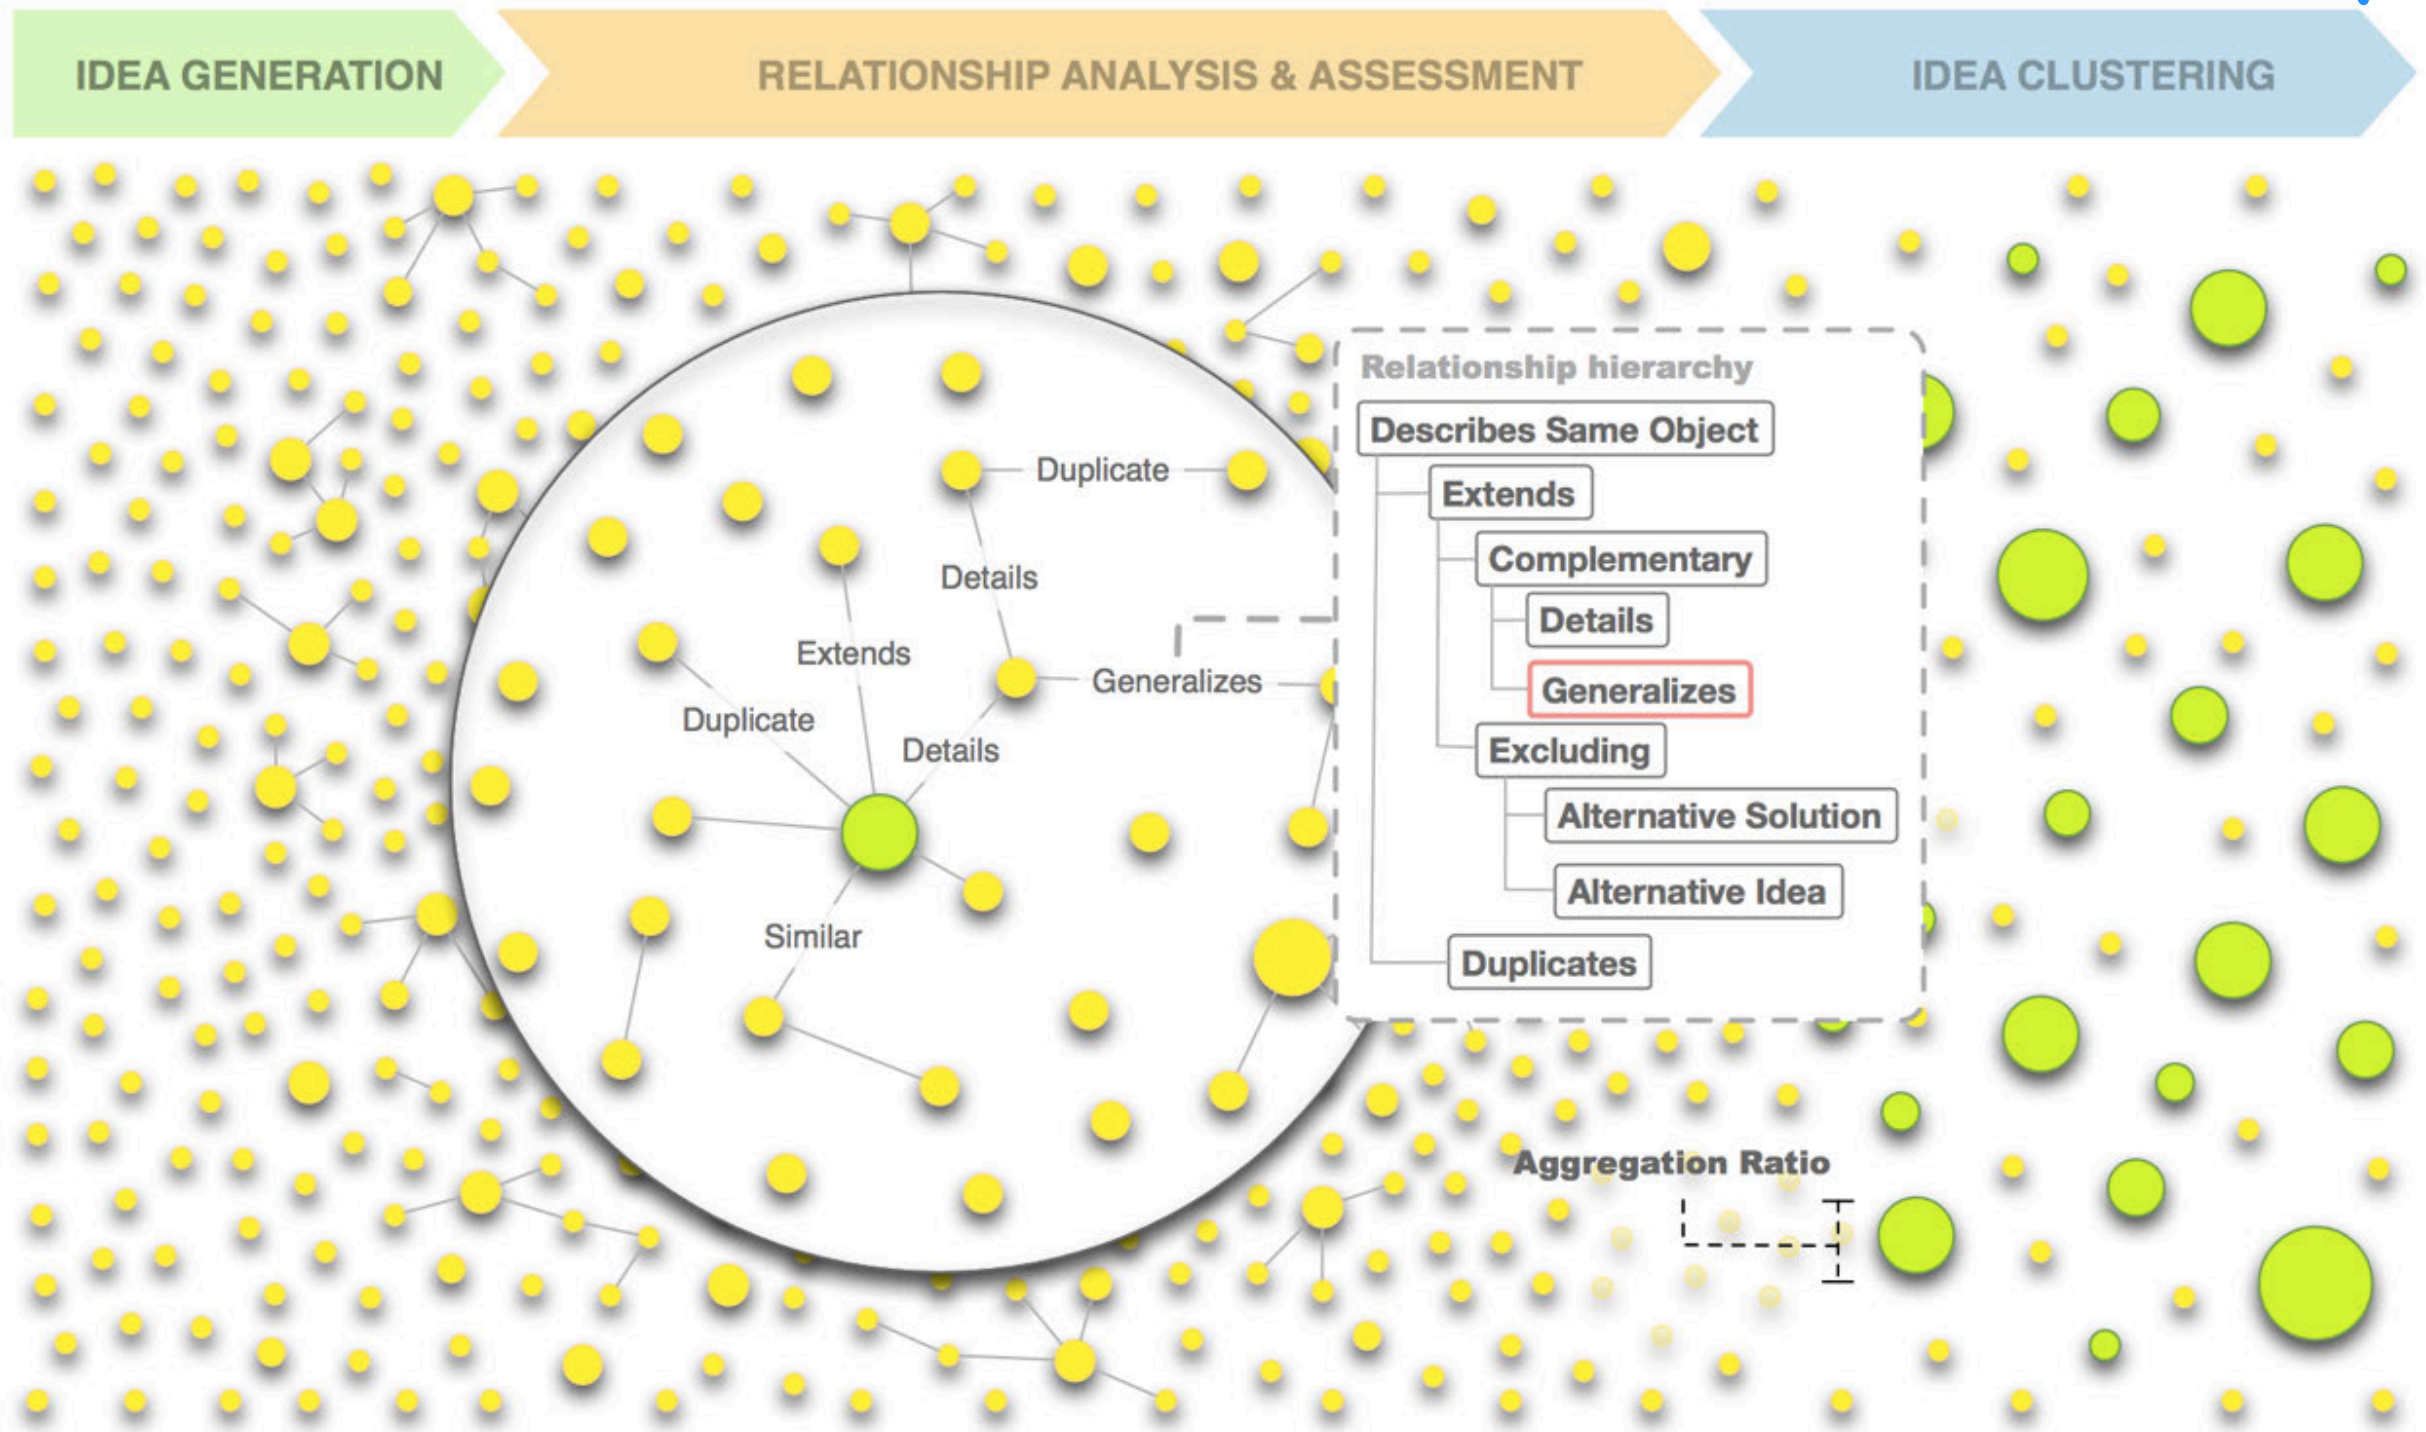 IDEA GENERATION
RELATIONSHIP ANALYSIS & ASSESSMENT
IDEA CLUSTERING
Duplicate
Details
Extends
Generalizes
Duplicate
Details
Similar
Relationship hierarchy
Describes Same Object
Extends
Complementary
Details
Generalizes
Excluding
Alternative Solution
Alternative Idea
Duplicates
Aggregation Ratio